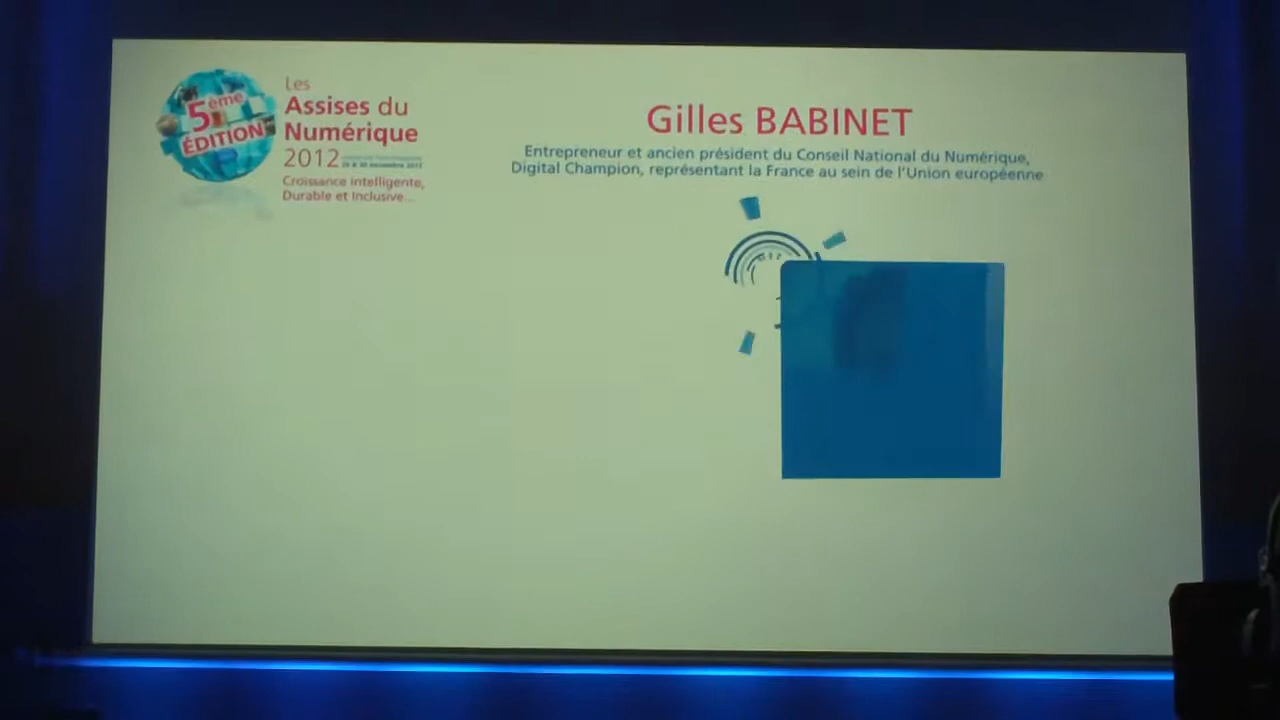 5ème
ÉDITION
Les
Assises du
Numérique
2012
Croissance intelligente,
Durable et Inclusive...
Gilles BABINET
Entrepreneur et ancien président du Conseil National du Numérique,
Digital Champion, représentant la France au sein de l'Union européenne